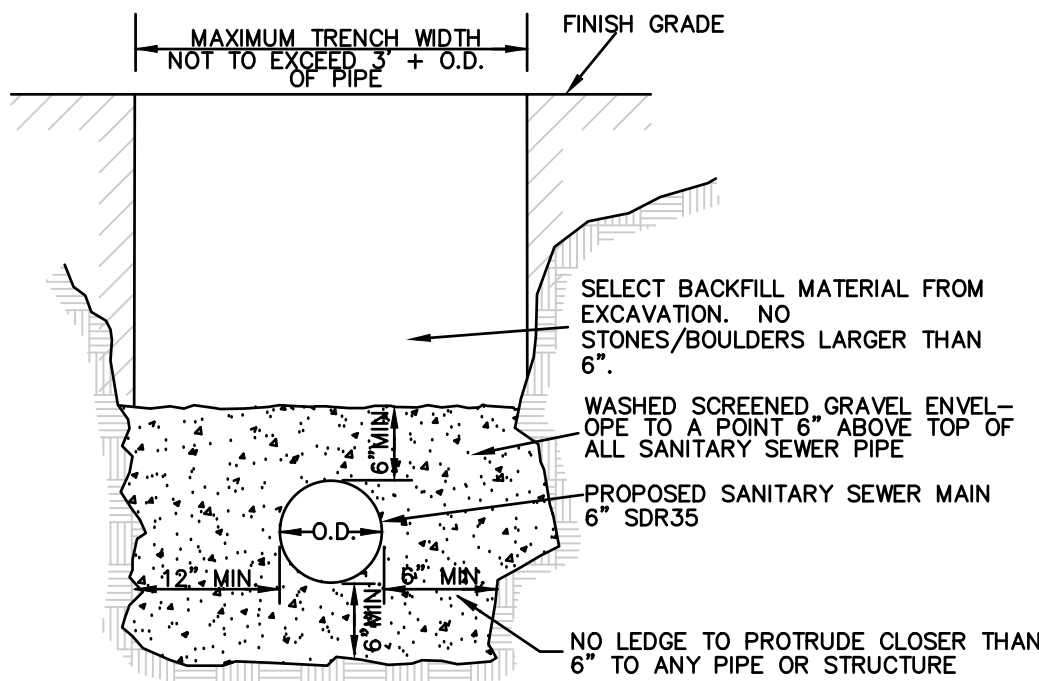 MAXIMUM TRENCH WIDTH
NOT TO EXCEED 3' + O.D.
OF PIPE
FINISH GRADE
SELECT BACKFILL MATERIAL FROM
EXCAVATION. NO
STONES/BOULDERS LARGER THAN
6".
WASHED SCREENED GRAVEL ENVEL-
OPE TO A POINT 6" ABOVE TOP OF
ALL SANITARY SEWER PIPE
6" MIN.
PROPOSED SANITARY SEWER MAIN
6" SDR35
O.D.
12" MIN.
6" MIN.
6" MIN.
NO LEDGE TO PROTRUDE CLOSER THAN
6" TO ANY PIPE OR STRUCTURE